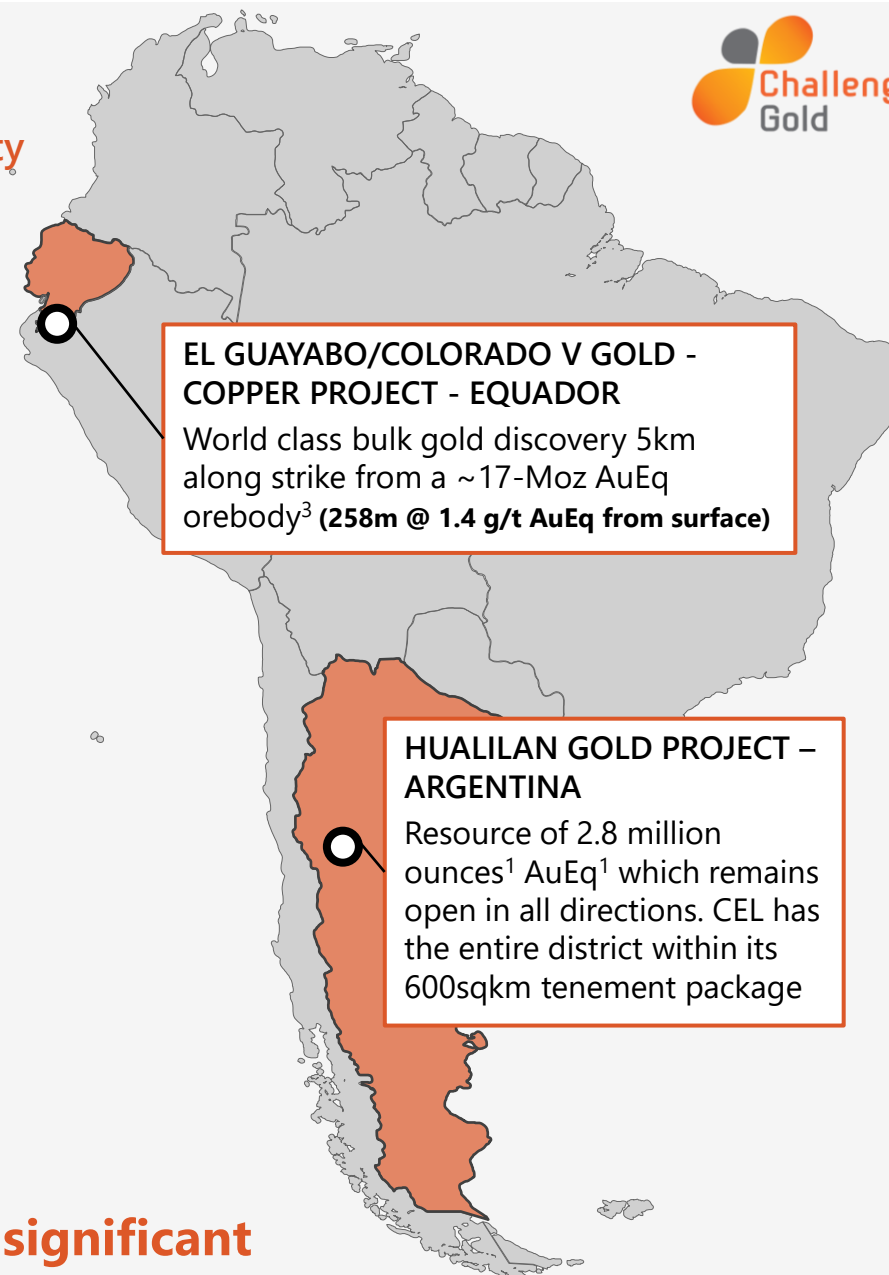 Challeng
Gold
ty
EL GUAYABO/COLORADO V GOLD -
COPPER PROJECT - EQUADOR
World class bulk gold discovery 5km
along strike from a ~17-Moz AuEq
orebody³ (258m @ 1.4 g/t AuEq from surface)
HUALILAN GOLD PROJECT –
ARGENTINA
Resource of 2.8 million
ounces¹ AuEq¹ which remains
open in all directions. CEL has
the entire district within its
600sqkm tenement package
significant